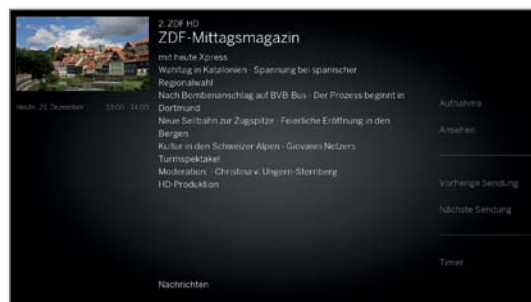 2. ZDF HD
ZDF-Mittagsmagazin
mit heute Xpress
Wahltag in Katalonien - Spannung bei spanischer
Regionalwahl
Nach Bombenanschlag auf BVB-Bus - Der Prozess beginnt in
Dortmund
Neue Seilbahn zur Zugspitze - Feierliche Eröffnung in den
Bergen
Kultur in den Schweizer Alpen - Giovanni Netzers
Turmspektakel
Moderation: - Christina v. Ungern-Sternberg
HD-Produktion
Heute, 21. Dezember 13:00 - 14:00
Aufnahme
Ansehen
Vorherige Sendung
Nächste Sendung
Timer
Nachrichten